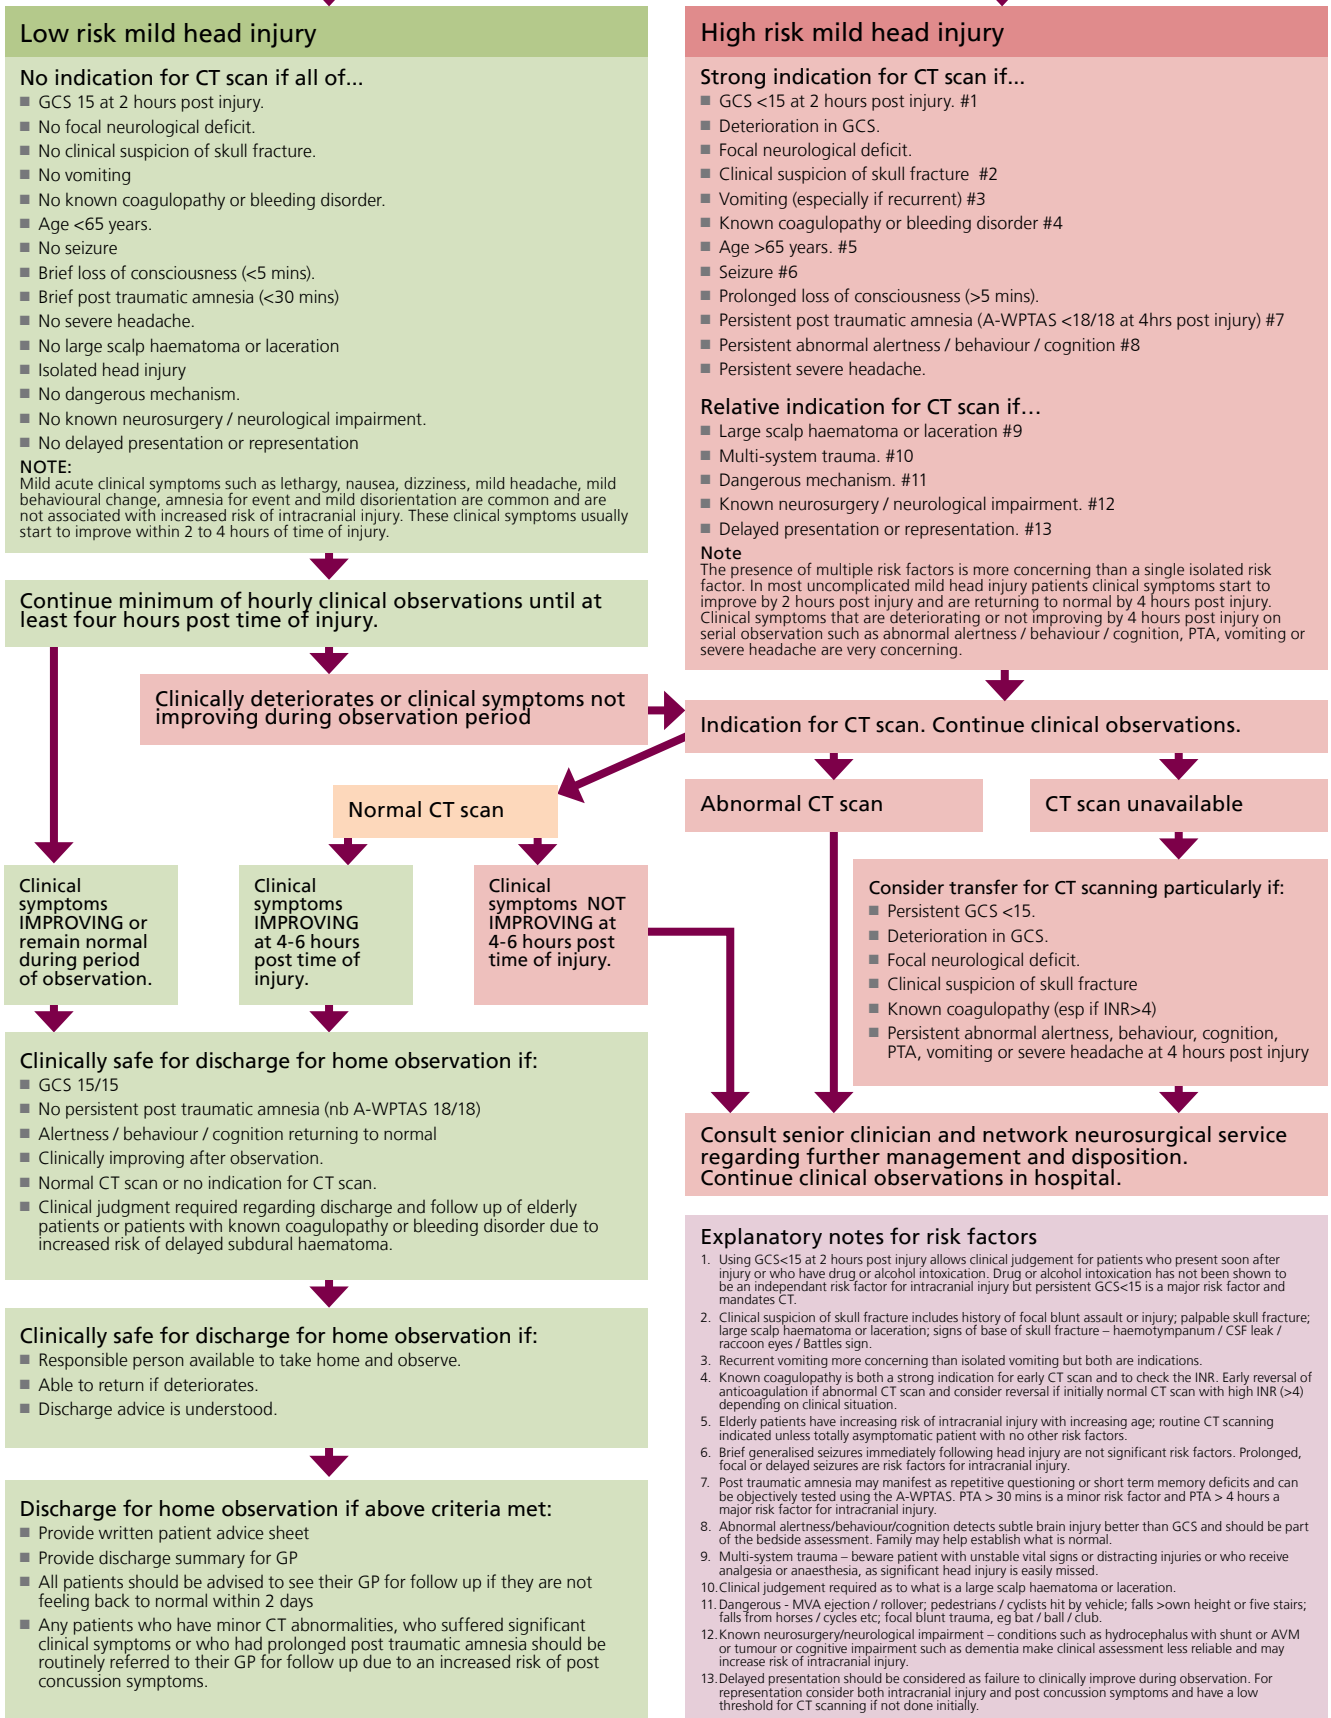 Low risk mild head injury
No indication for CT scan if all of...
■ GCS 15 at 2 hours post injury.
■ No focal neurological deficit.
■ No clinical suspicion of skull fracture.
■ No vomiting
■ No known coagulopathy or bleeding disorder.
■ Age <65 years.
■ No seizure
■ Brief loss of consciousness (<5 mins).
■ Brief post traumatic amnesia (<30 mins)
■ No severe headache.
■ No large scalp haematoma or laceration
■ Isolated head injury
■ No dangerous mechanism.
■ No known neurosurgery / neurological impairment.
■ No delayed presentation or representation
NOTE:
Mild acute clinical symptoms such as lethargy, nausea, dizziness, mild headache, mild
behavioural change, amnesia for event and mild disorientation are common and are
not associated with increased risk of intracranial injury. These clinical symptoms usually
start to improve within 2 to 4 hours of time of injury.
High risk mild head injury
Strong indication for CT scan if...
■ GCS <15 at 2 hours post injury. #1
■ Deterioration in GCS.
■ Focal neurological deficit.
■ Clinical suspicion of skull fracture #2
■ Vomiting (especially if recurrent) #3
■ Known coagulopathy or bleeding disorder #4
■ Age >65 years. #5
■ Seizure #6
■ Prolonged loss of consciousness (>5 mins).
■ Persistent post traumatic amnesia (A-WPTAS <18/18 at 4hrs post injury) #7
■ Persistent abnormal alertness / behaviour / cognition #8
■ Persistent severe headache.
Relative indication for CT scan if…
■ Large scalp haematoma or laceration #9
■ Multi-system trauma. #10
■ Dangerous mechanism. #11
■ Known neurosurgery / neurological impairment. #12
■ Delayed presentation or representation. #13
Note
The presence of multiple risk factors is more concerning than a single isolated risk
factor. In most uncomplicated mild head injury patients clinical symptoms start to
improve by 2 hours post injury and are returning to normal by 4 hours post injury.
Clinical symptoms that are deteriorating or not improving by 4 hours post injury on
serial observation such as abnormal alertness / behaviour / cognition, PTA, vomiting or
severe headache are very concerning.
Continue minimum of hourly clinical observations until at
least four hours post time of injury.
Clinically deteriorates or clinical symptoms not
improving during observation period
Indication for CT scan. Continue clinical observations.
Normal CT scan
Abnormal CT scan
CT scan unavailable
Clinical
symptoms
IMPROVING or
remain normal
during period
of observation.
Clinical
symptoms
IMPROVING
at 4-6 hours
post time of
injury.
Clinical
symptoms NOT
IMPROVING at
4-6 hours post
time of injury.
Consider transfer for CT scanning particularly if:
■ Persistent GCS <15.
■ Deterioration in GCS.
■ Focal neurological deficit.
■ Clinical suspicion of skull fracture
■ Known coagulopathy (esp if INR>4)
■ Persistent abnormal alertness, behaviour, cognition,
PTA, vomiting or severe headache at 4 hours post injury
Clinically safe for discharge for home observation if:
■ GCS 15/15
■ No persistent post traumatic amnesia (nb A-WPTAS 18/18)
■ Alertness / behaviour / cognition returning to normal
■ Clinically improving after observation.
■ Normal CT scan or no indication for CT scan.
■ Clinical judgment required regarding discharge and follow up of elderly
patients or patients with known coagulopathy or bleeding disorder due to
increased risk of delayed subdural haematoma.
Consult senior clinician and network neurosurgical service
regarding further management and disposition.
Continue clinical observations in hospital.
Clinically safe for discharge for home observation if:
■ Responsible person available to take home and observe.
■ Able to return if deteriorates.
■ Discharge advice is understood.
Discharge for home observation if above criteria met:
■ Provide written patient advice sheet
■ Provide discharge summary for GP
■ All patients should be advised to see their GP for follow up if they are not
feeling back to normal within 2 days
■ Any patients who have minor CT abnormalities, who suffered significant
clinical symptoms or who had prolonged post traumatic amnesia should be
routinely referred to their GP for follow up due to an increased risk of post
concussion symptoms.
Explanatory notes for risk factors
1. Using GCS<15 at 2 hours post injury allows clinical judgement for patients who present soon after
injury or who have drug or alcohol intoxication. Drug or alcohol intoxication has not been shown to
be an independant risk factor for intracranial injury but persistent GCS<15 is a major risk factor and
mandates CT.
2. Clinical suspicion of skull fracture includes history of focal blunt assault or injury; palpable skull fracture;
large scalp haematoma or laceration; signs of base of skull fracture – haemotympanum / CSF leak /
raccoon eyes / Battles sign.
3. Recurrent vomiting more concerning than isolated vomiting but both are indications.
4. Known coagulopathy is both a strong indication for early CT scan and to check the INR. Early reversal of
anticoagulation if abnormal CT scan and consider reversal if initially normal CT scan with high INR (>4)
depending on clinical situation.
5. Elderly patients have increasing risk of intracranial injury with increasing age; routine CT scanning
indicated unless totally asymptomatic patient with no other risk factors.
6. Brief generalised seizures immediately following head injury are not significant risk factors. Prolonged,
focal or delayed seizures are risk factors for intracranial injury.
7. Post traumatic amnesia may manifest as repetitive questioning or short term memory deficits and can
be objectively tested using the A-WPTAS. PTA > 30 mins is a minor risk factor and PTA > 4 hours a
major risk factor for intracranial injury.
8. Abnormal alertness/behaviour/cognition detects subtle brain injury better than GCS and should be part
of the bedside assessment. Family may help establish what is normal.
9. Multi-system trauma – beware patient with unstable vital signs or distracting injuries or who receive
analgesia or anaesthesia, as significant head injury is easily missed.
10. Clinical judgement required as to what is a large scalp haematoma or laceration.
11. Dangerous - MVA ejection / rollover; pedestrians / cyclists hit by vehicle; falls >own height or five stairs;
falls from horses / cycles etc; focal blunt trauma, eg bat / ball / club.
12. Known neurosurgery/neurological impairment – conditions such as hydrocephalus with shunt or AVM
or tumour or cognitive impairment such as dementia make clinical assessment less reliable and may
increase risk of intracranial injury.
13. Delayed presentation should be considered as failure to clinically improve during observation. For
representation consider both intracranial injury and post concussion symptoms and have a low
threshold for CT scanning if not done initially.